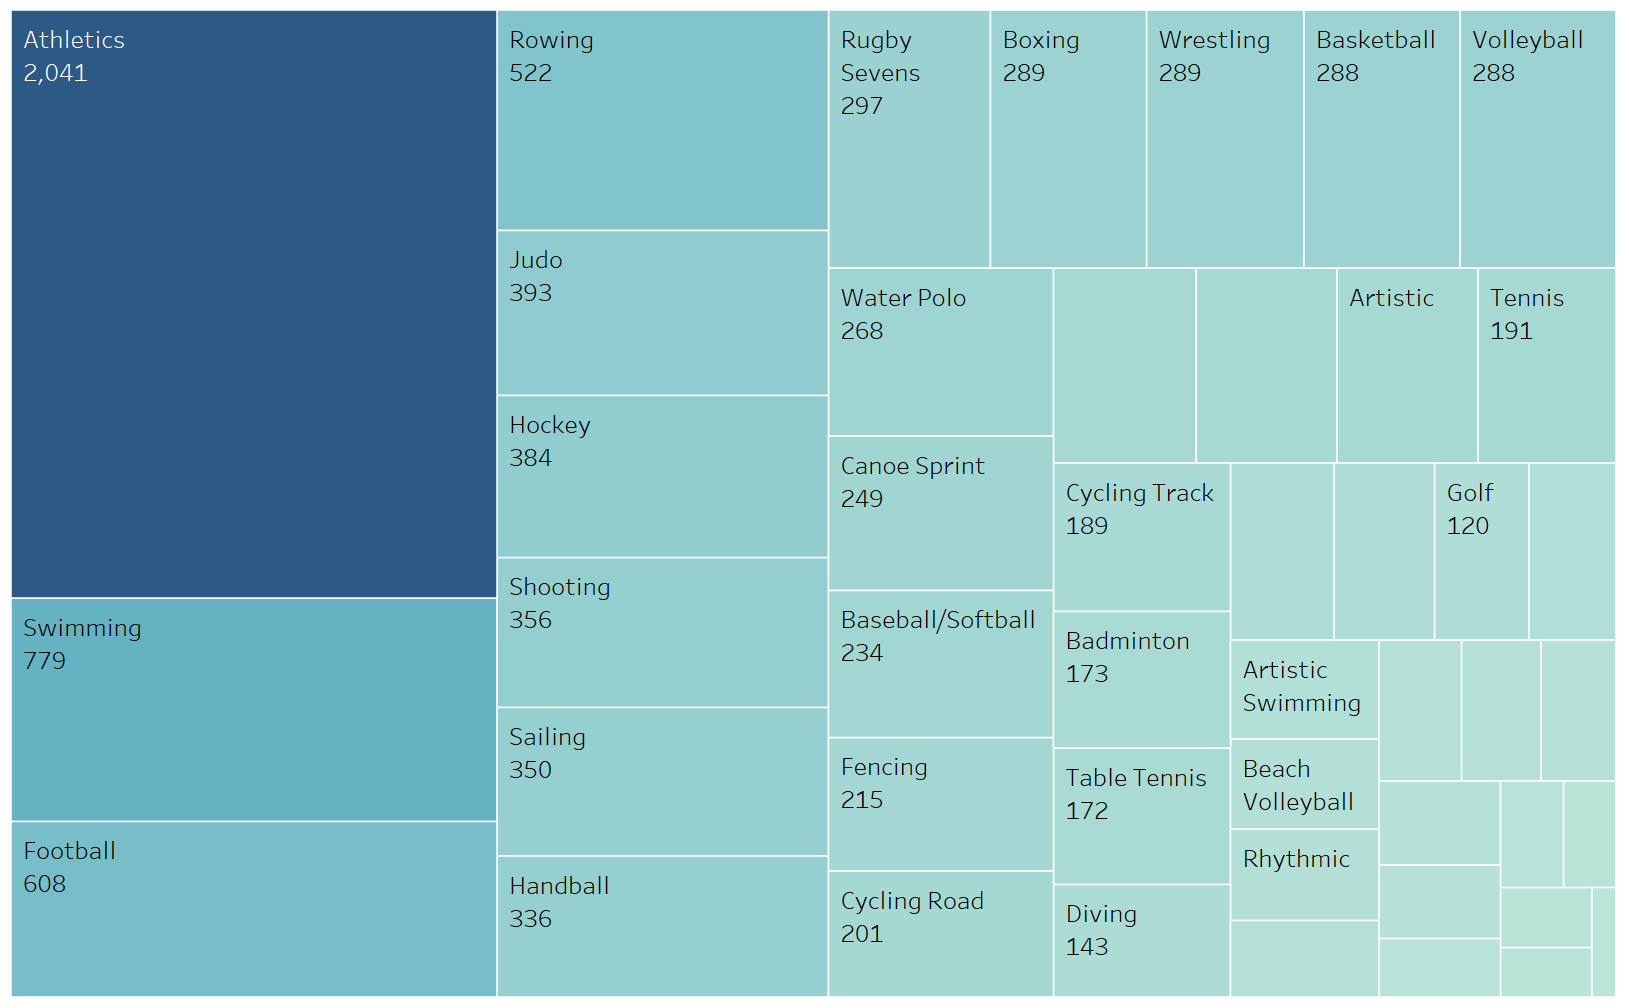 Athletics
2,041
Swimming
779
Football
608
Rowing
522
Judo
393
Hockey
384
Shooting
356
Sailing
350
Handball
336
Rugby
Sevens
297
Boxing
289
Wrestling
289
Basketball
288
Volleyball
288
Water Polo
268
Canoe Sprint
249
Baseball/Softball
234
Fencing
215
Cycling Road
201
Artistic
Tennis
191
Cycling Track
189
Badminton
173
Table Tennis
172
Diving
143
Golf
120
Artistic
Swimming
Beach
Volleyball
Rhythmic